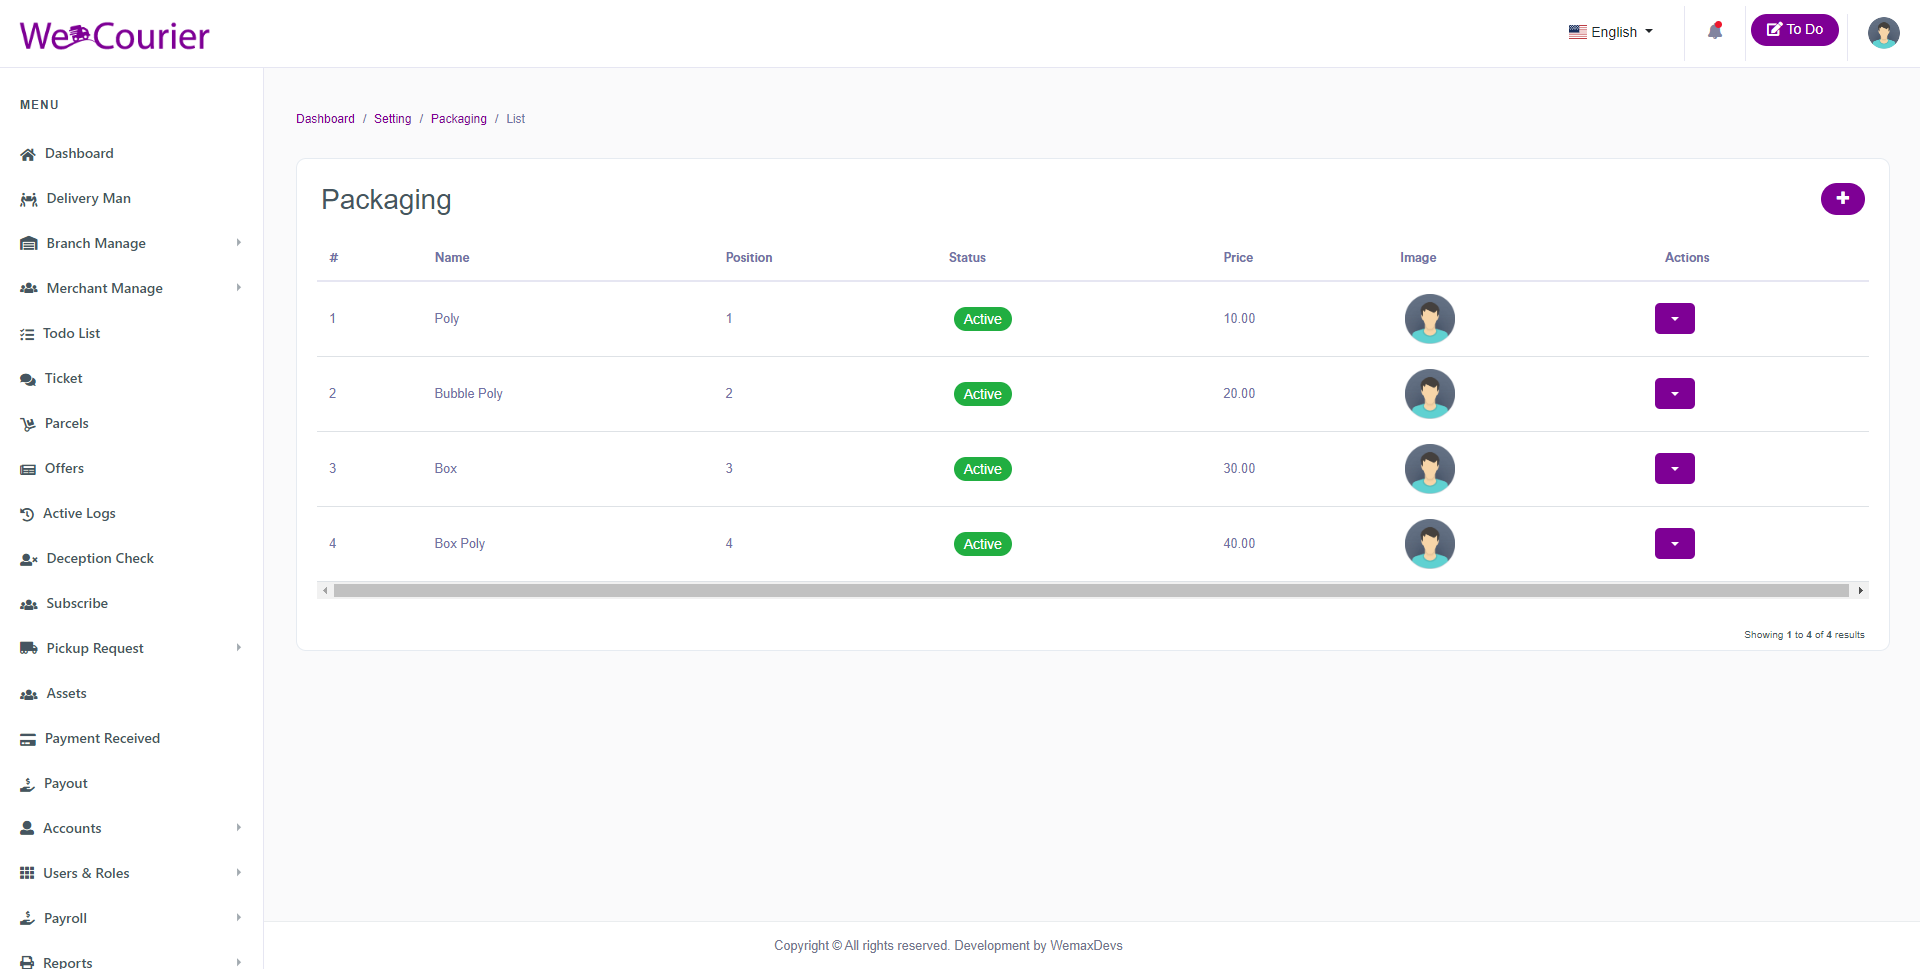 We Courier
English
To Do
MENU
Dashboard
Delivery Man
Branch Manage
Merchant Manage
Todo List
Ticket
Parcels
Offers
Active Logs
Deception Check
Subscribe
Pickup Request
Assets
Payment Received
Payout
Accounts
Users & Roles
Payroll
Reports
Dashboard / Setting / Packaging / List
Packaging
# Name Position Status Price Image Actions
1 Poly 1 Active 10.00
2 Bubble Poly 2 Active 20.00
3 Box 3 Active 30.00
4 Box Poly 4 Active 40.00
Showing 1 to 4 of 4 results
Copyright © All rights reserved. Development by WemaxDevs